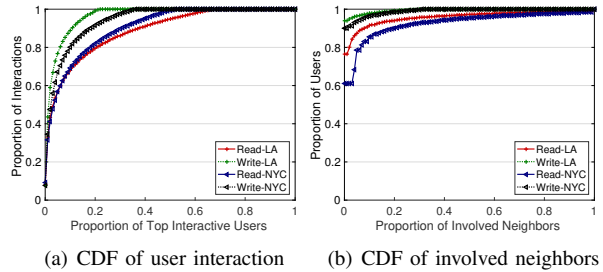 Proportion of Interactions
1
0.8
0.6
0.4
0.2
0
0 0.2 0.4 0.6 0.8 1
Proportion of Top Interactive Users
Read-LA
Write-LA
Read-NYC
Write-NYC
(a) CDF of user interaction
Proportion of Users
1
0.8
0.6
0.4
0.2
0
0 0.2 0.4 0.6 0.8 1
Proportion of Involved Neighbors
Read-LA
Write-LA
Read-NYC
Write-NYC
(b) CDF of involved neighbors